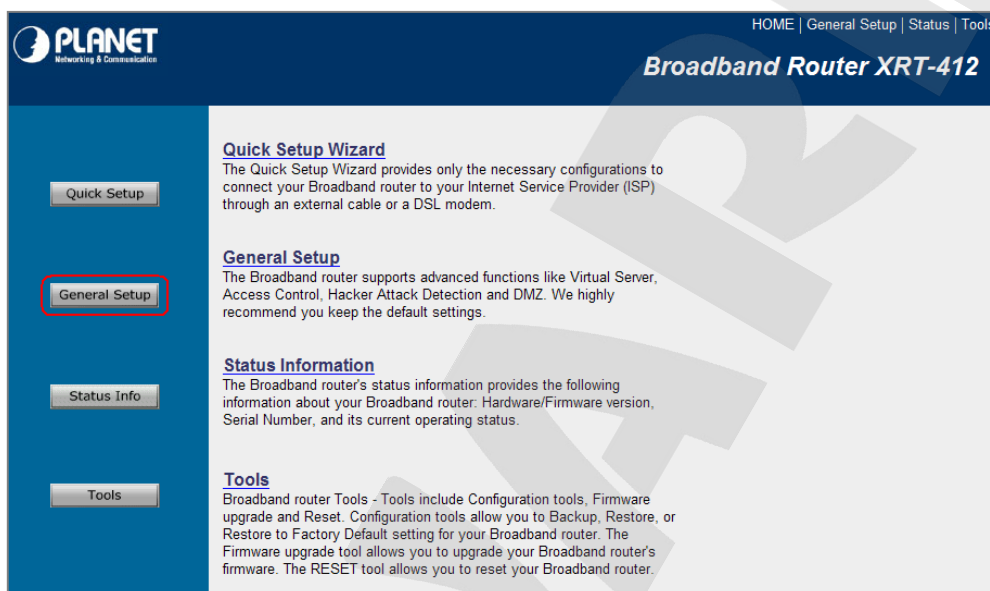 PLANET
Networking & Communication
HOME | General Setup | Status | Tools
Broadband Router XRT-412
Quick Setup
Quick Setup Wizard
The Quick Setup Wizard provides only the necessary configurations to
connect your Broadband router to your Internet Service Provider (ISP)
through an external cable or a DSL modem.
General Setup
General Setup
The Broadband router supports advanced functions like Virtual Server,
Access Control, Hacker Attack Detection and DMZ. We highly
recommend you keep the default settings.
Status Info
Status Information
The Broadband router's status information provides the following
information about your Broadband router: Hardware/Firmware version,
Serial Number, and its current operating status.
Tools
Tools
Broadband router Tools - Tools include Configuration tools, Firmware
upgrade and Reset. Configuration tools allow you to Backup, Restore, or
Restore to Factory Default setting for your Broadband router. The
Firmware upgrade tool allows you to upgrade your Broadband router's
firmware. The RESET tool allows you to reset your Broadband router.